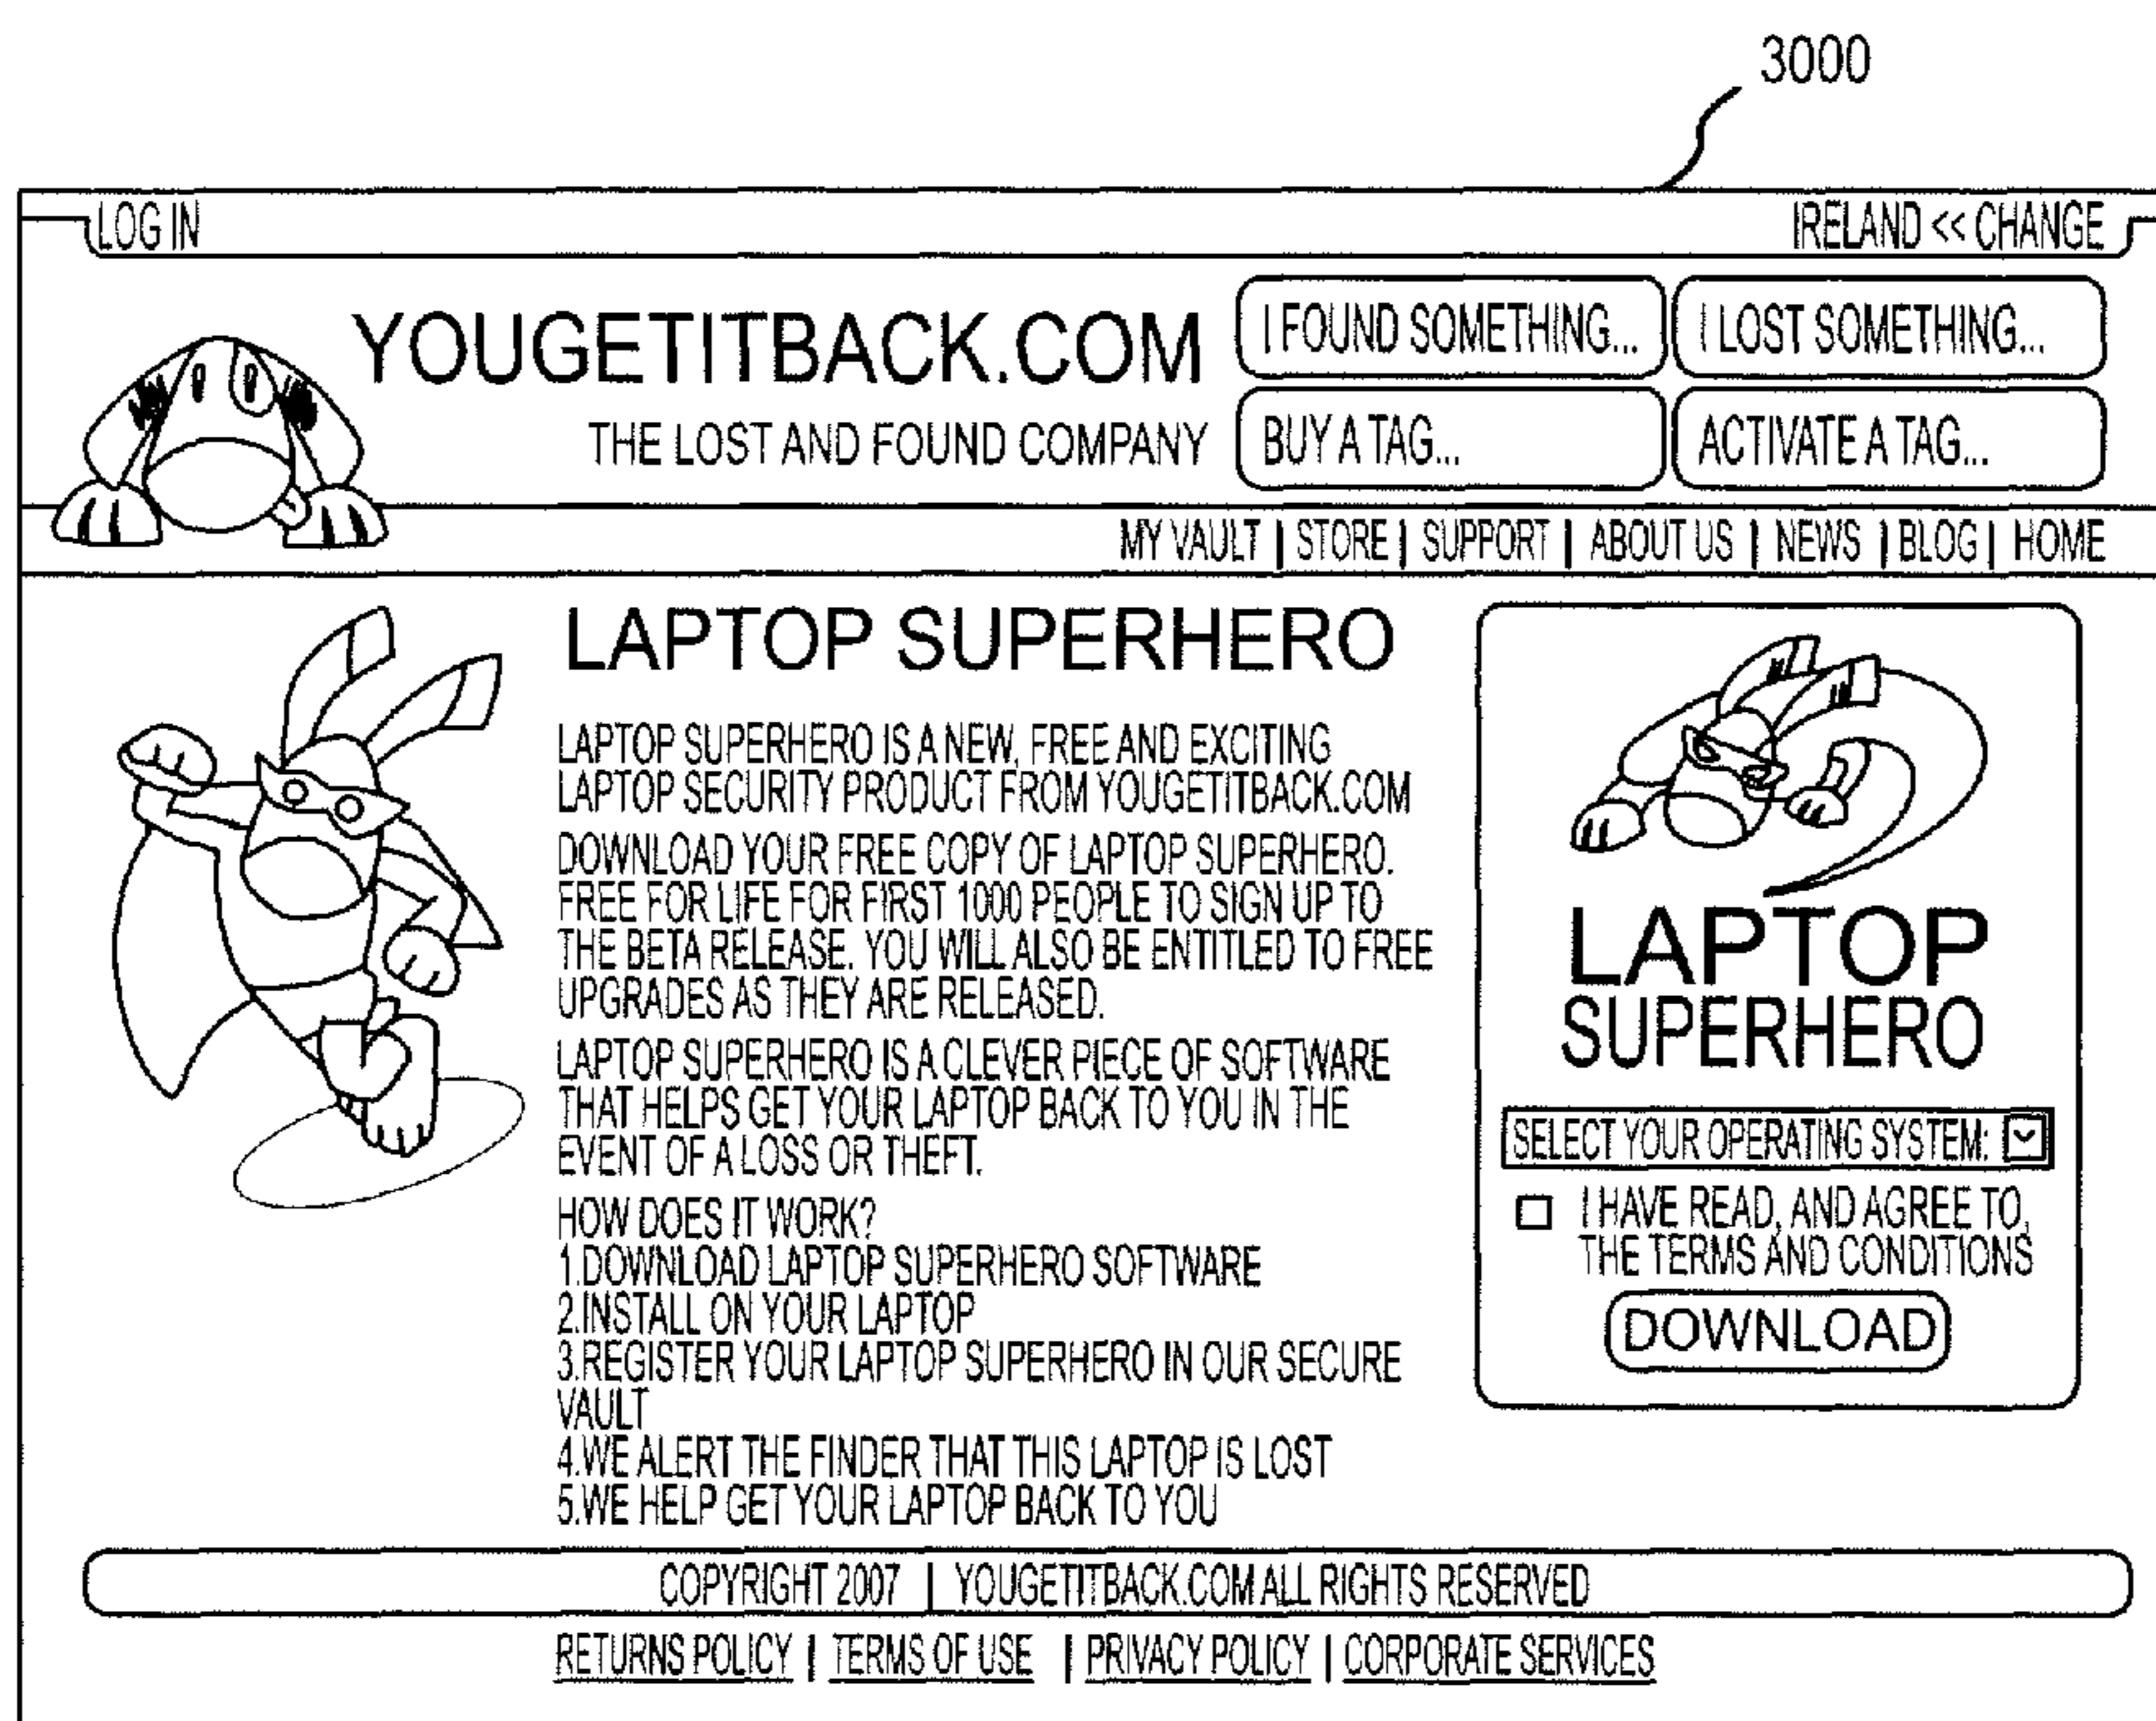 3000
LOG IN
IRELAND << CHANGE
YOUGETITBACK.COM
THE LOST AND FOUND COMPANY
I FOUND SOMETHING...
I LOST SOMETHING...
BUY A TAG...
ACTIVATE A TAG...
MY VAULT | STORE | SUPPORT | ABOUT US | NEWS | BLOG | HOME
LAPTOP SUPERHERO
LAPTOP SUPERHERO IS A NEW, FREE AND EXCITING
LAPTOP SECURITY PRODUCT FROM YOUGETITBACK.COM
DOWNLOAD YOUR FREE COPY OF LAPTOP SUPERHERO.
FREE FOR LIFE FOR FIRST 1000 PEOPLE TO SIGN UP TO
THE BETA RELEASE. YOU WILL ALSO BE ENTITLED TO FREE
UPGRADES AS THEY ARE RELEASED.
LAPTOP SUPERHERO IS A CLEVER PIECE OF SOFTWARE
THAT HELPS GET YOUR LAPTOP BACK TO YOU IN THE
EVENT OF A LOSS OR THEFT.
HOW DOES IT WORK?
1.DOWNLOAD LAPTOP SUPERHERO SOFTWARE
2.INSTALL ON YOUR LAPTOP
3.REGISTER YOUR LAPTOP SUPERHERO IN OUR SECURE
VAULT
4.WE ALERT THE FINDER THAT THIS LAPTOP IS LOST
5.WE HELP GET YOUR LAPTOP BACK TO YOU
LAPTOP
SUPERHERO
SELECT YOUR OPERATING SYSTEM:
I HAVE READ, AND AGREE TO,
THE TERMS AND CONDITIONS
DOWNLOAD
COPYRIGHT 2007 | YOUGETITBACK.COM ALL RIGHTS RESERVED
RETURNS POLICY | TERMS OF USE | PRIVACY POLICY | CORPORATE SERVICES